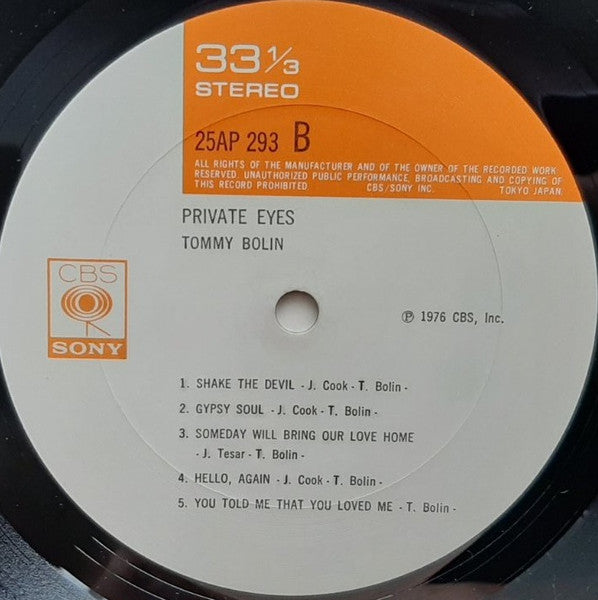 33 1/3
STEREO
25AP 293 B
ALL RIGHTS OF THE MANUFACTURER AND OF THE OWNER OF THE RECORDED WORK
RESERVED. UNAUTHORIZED PUBLIC PERFORMANCE, BROADCASTING AND COPYING OF
THIS RECORD PROHIBITED. CBS/SONY INC. TOKYO JAPAN.
PRIVATE EYES
TOMMY BOLIN
CBS
SONY
℗ 1976 CBS, Inc.
1. SHAKE THE DEVIL - J. Cook - T. Bolin -
2. GYPSY SOUL - J. Cook - T. Bolin -
3. SOMEDAY WILL BRING OUR LOVE HOME
- J. Tesar - T. Bolin -
4. HELLO, AGAIN - J. Cook - T. Bolin -
5. YOU TOLD ME THAT YOU LOVED ME - T. Bolin -